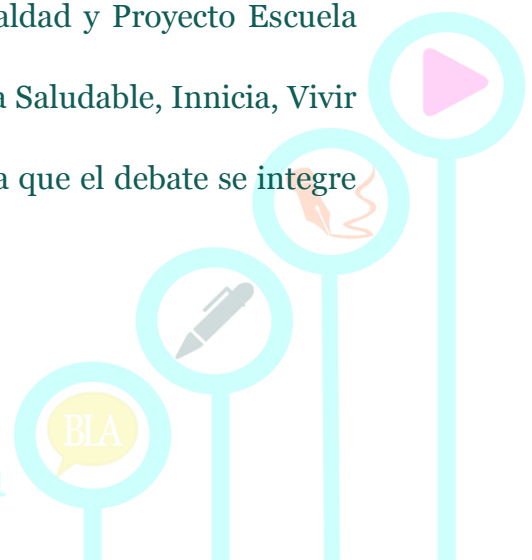 aldad y Proyecto Escuela
a Saludable, Innicia, Vivir
a que el debate se integre
BLA